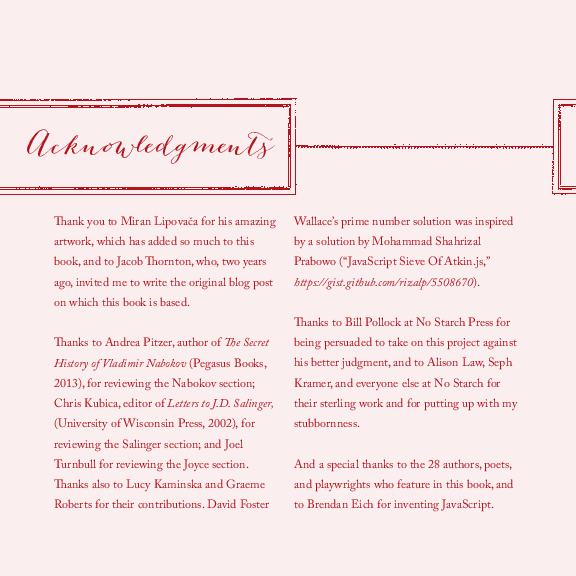 Acknowledgments
Thank you to Miran Lipovača for his amazing
artwork, which has added so much to this
book, and to Jacob Thornton, who, two years
ago, invited me to write the original blog post
on which this book is based.
Thanks to Andrea Pitzer, author of The Secret
History of Vladimir Nabokov (Pegasus Books,
2013), for reviewing the Nabokov section;
Chris Kubica, editor of Letters to J.D. Salinger,
(University of Wisconsin Press, 2002), for
reviewing the Salinger section; and Joel
Turnbull for reviewing the Joyce section.
Thanks also to Lucy Kaminska and Graeme
Roberts for their contributions. David Foster
Wallace's prime number solution was inspired
by a solution by Mohammad Shahrizal
Prabowo (“JavaScript Sieve Of Atkin.js,”
https://gist.github.com/rizalp/5508670).
Thanks to Bill Pollock at No Starch Press for
being persuaded to take on this project against
his better judgment, and to Alison Law, Seph
Kramer, and everyone else at No Starch for
their sterling work and for putting up with my
stubbornness.
And a special thanks to the 28 authors, poets,
and playwrights who feature in this book, and
to Brendan Eich for inventing JavaScript.